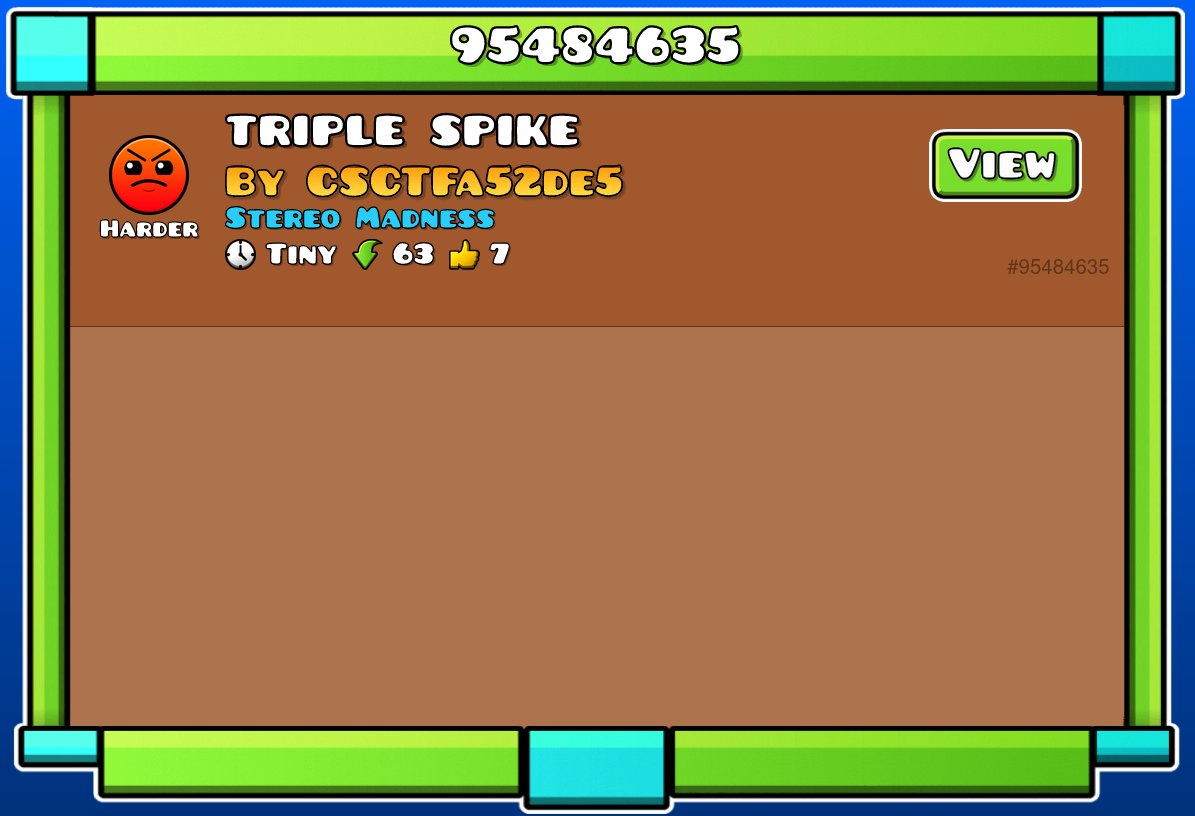 95484635
TRIPLE SPIKE
By CSCTFa52de5
Stereo Madness
Harder
Tiny 63 7
View
#95484635